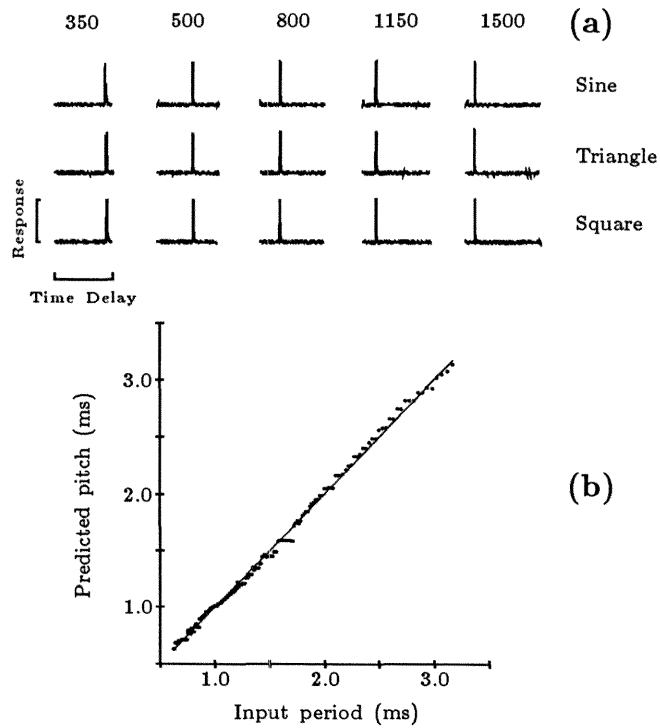 350 500 800 1150 1500 (a)
Sine
Triangle
Square
Response
Time Delay
3.0
2.0
1.0
Predicted pitch (ms)
(b)
1.0 2.0 3.0
Input period (ms)